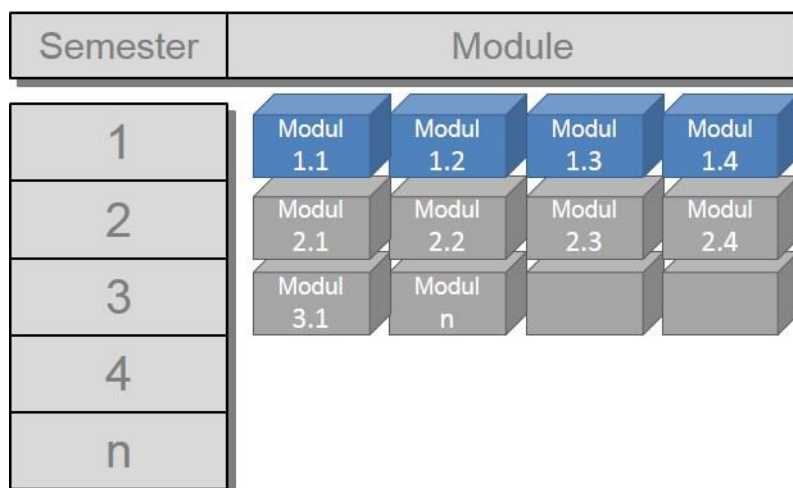 Semester Module
1
Modul Modul Modul Modul
1.1 1.2 1.3 1.4
2
Modul Modul Modul Modul
2.1 2.2 2.3 2.4
3
Modul Modul
3.1 n
4
n